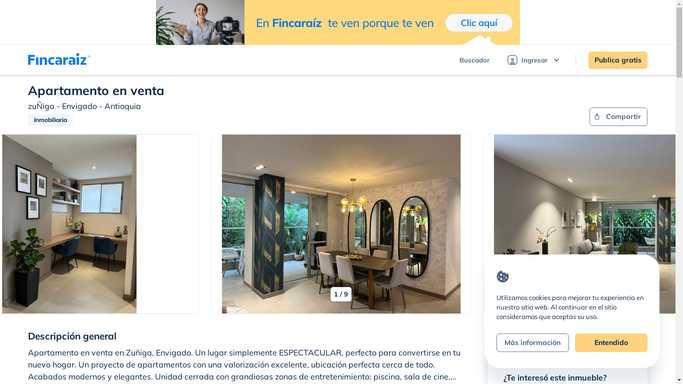 En Fincaraíz te ven porque te ven
Clic aquí
Fincaraiz
Buscador
Ingresar
Publica gratis
Apartamento en venta
zuÑiga - Envigado - Antioquia
Inmobiliaria
Compartir
1 / 9
Descripción general
Apartamento en venta en Zuñiga, Envigado. Un lugar simplemente ESPECTACULAR, perfecto para convertirse en tu
nuevo hogar. Un proyecto de apartamentos con una valorización excelente, ubicación perfecta cerca de todo.
Acabados modernos y elegantes. Unidad cerrada con grandiosas zonas de entretenimiento: piscina, sala de cine,...
Utilizamos cookies para mejorar tu experiencia en
nuestro sitio web. Al continuar en el sitio
consideramos que aceptas su uso.
Más información
Entendido
¿Te interesó este inmueble?